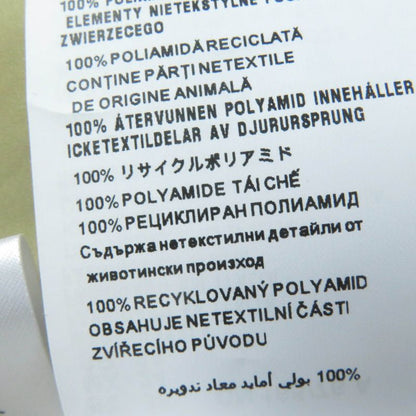 ELEMENTY NIETEKSTYLNE
ZWIERZECEGO
100% POLIAMIDĂ RECICLATĂ
CONȚINE PĂRȚI NETEXTILE
DE ORIGINE ANIMALĂ
100% ÅTERVUNNEN POLYAMID INNEHÅLLER
ICKETEXTILDELAR AV DJURURSPRUNG
100% リサイクルポリアミド
100% POLYAMIDE TÁI CHẾ
100% РЕЦИКЛИРАН ПОЛИАМИД
Съдържа нетекстилни детайли от
животински произход
100% RECYKLOVANÝ POLYAMID
OBSAHUJE NETEXTILNÍ ČÁSTI
ZVÍŘECÍHO PŮVODU
100% بولي أمايد معاد تدويره